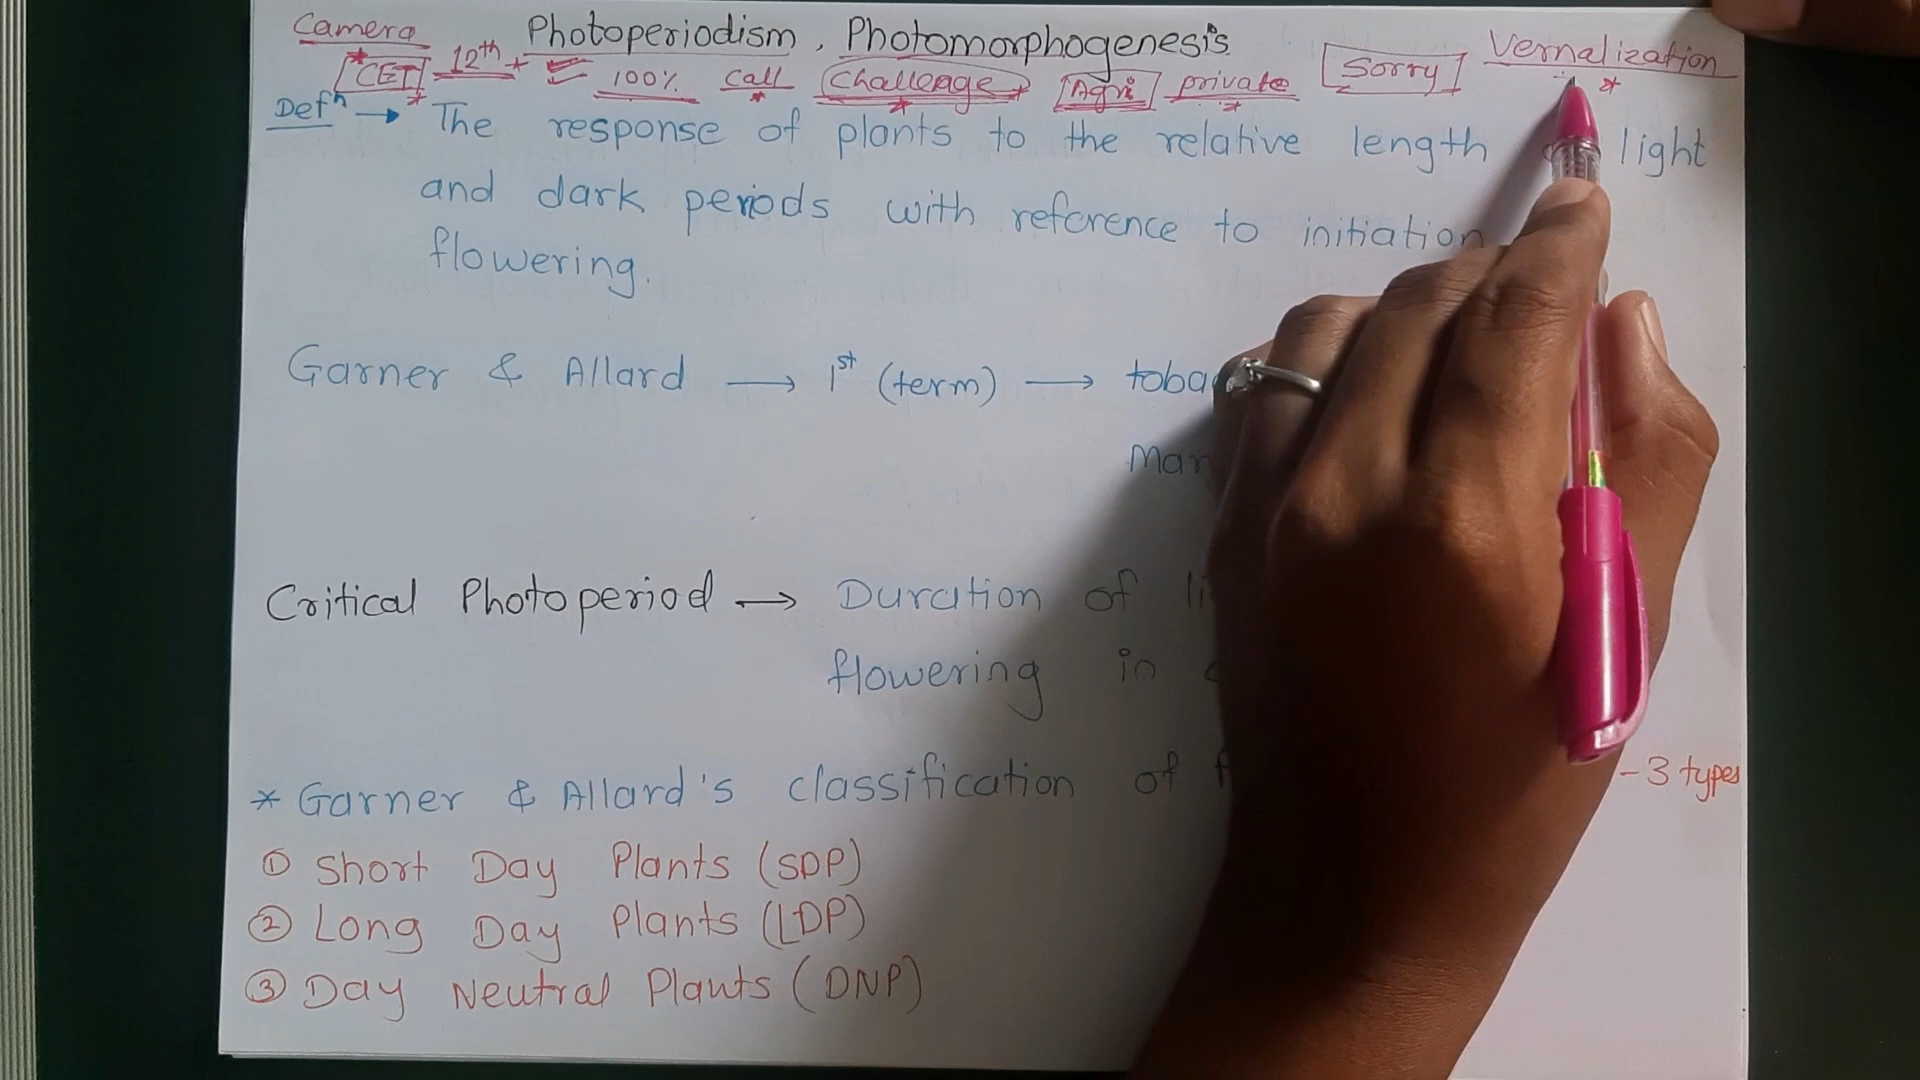 Camera Photoperiodism, Photomorphogenesis Vernalization
CET 12th 100% call challenge Agri private Sorry
Defn → The response of plants to the relative length light
and dark periods with reference to initiation
flowering.
Garner & Allard → 1st (term) →
Critical Photoperiod → Duration of
flowering in
* Garner & Allard's classification of - 3 types
① Short Day Plants (SDP)
② Long Day Plants (LDP)
③ Day Neutral Plants (DNP)